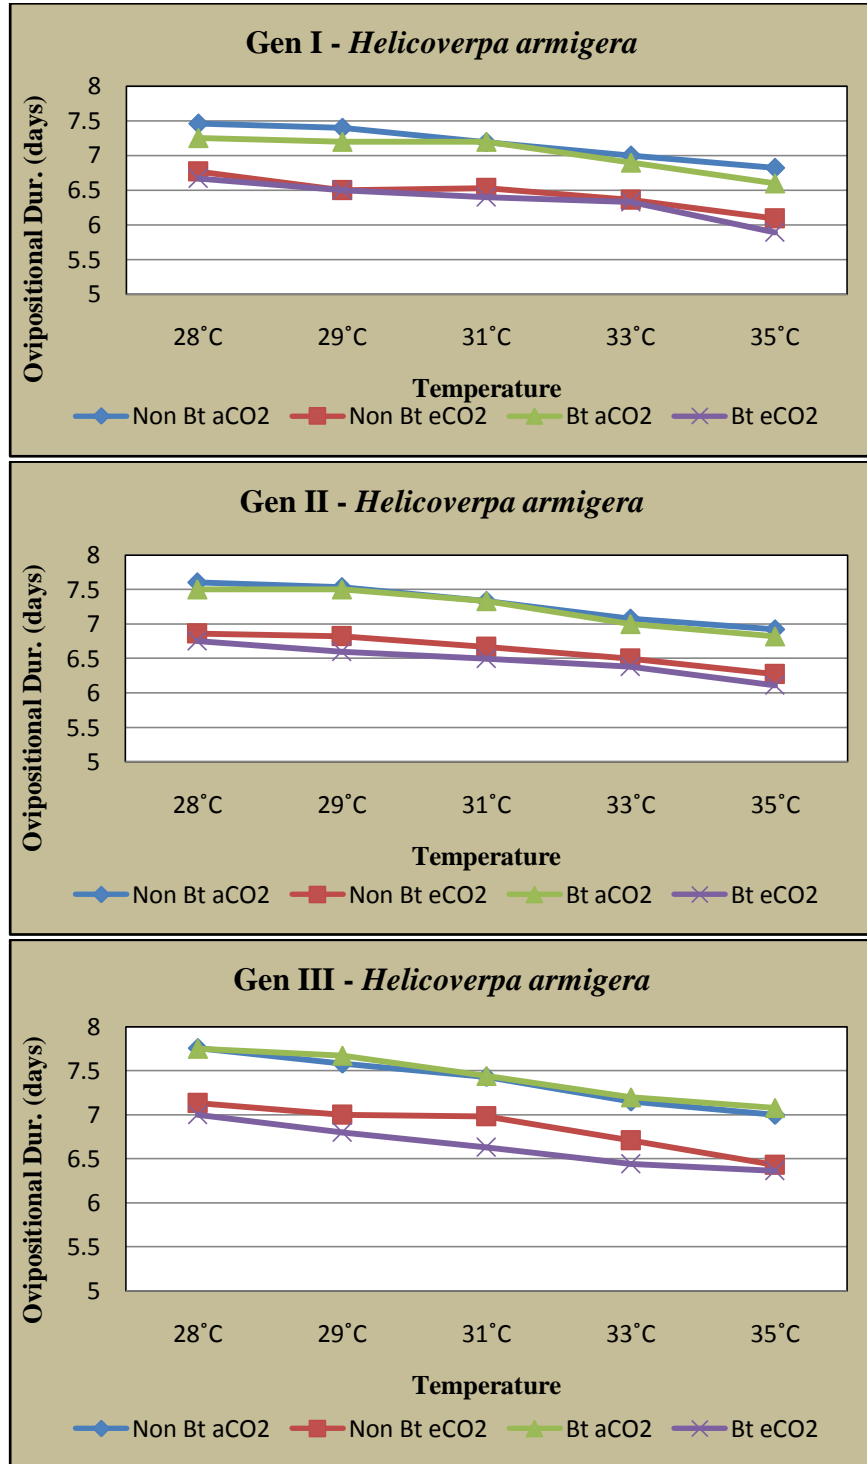 Gen I - Helicoverpa armigera
Ovipositional Dur. (days)
8
7.5
7
6.5
6
5.5
5
28˚C 29˚C 31˚C 33˚C 35˚C
Temperature
Non Bt aCO2 Non Bt eCO2 Bt aCO2 Bt eCO2
Gen II - Helicoverpa armigera
Ovipositional Dur. (days)
8
7.5
7
6.5
6
5.5
5
28˚C 29˚C 31˚C 33˚C 35˚C
Temperature
Non Bt aCO2 Non Bt eCO2 Bt aCO2 Bt eCO2
Gen III - Helicoverpa armigera
Ovipositional Dur. (days)
8
7.5
7
6.5
6
5.5
5
28˚C 29˚C 31˚C 33˚C 35˚C
Temperature
Non Bt aCO2 Non Bt eCO2 Bt aCO2 Bt eCO2